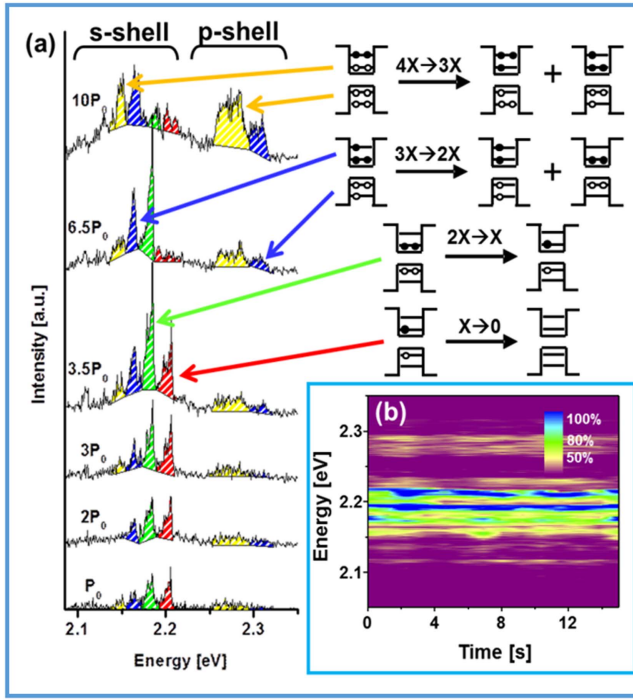 (a)
s-shell
p-shell
10P0
6.5P0
3.5P0
3P0
2P0
P0
Intensity [a.u.]
2.1
2.2
2.3
Energy [eV]
4X→3X
+
3X→2X
+
2X→X
X→0
(b)
100%
80%
50%
2.3
2.2
2.1
Energy [eV]
0
4
8
12
Time [s]